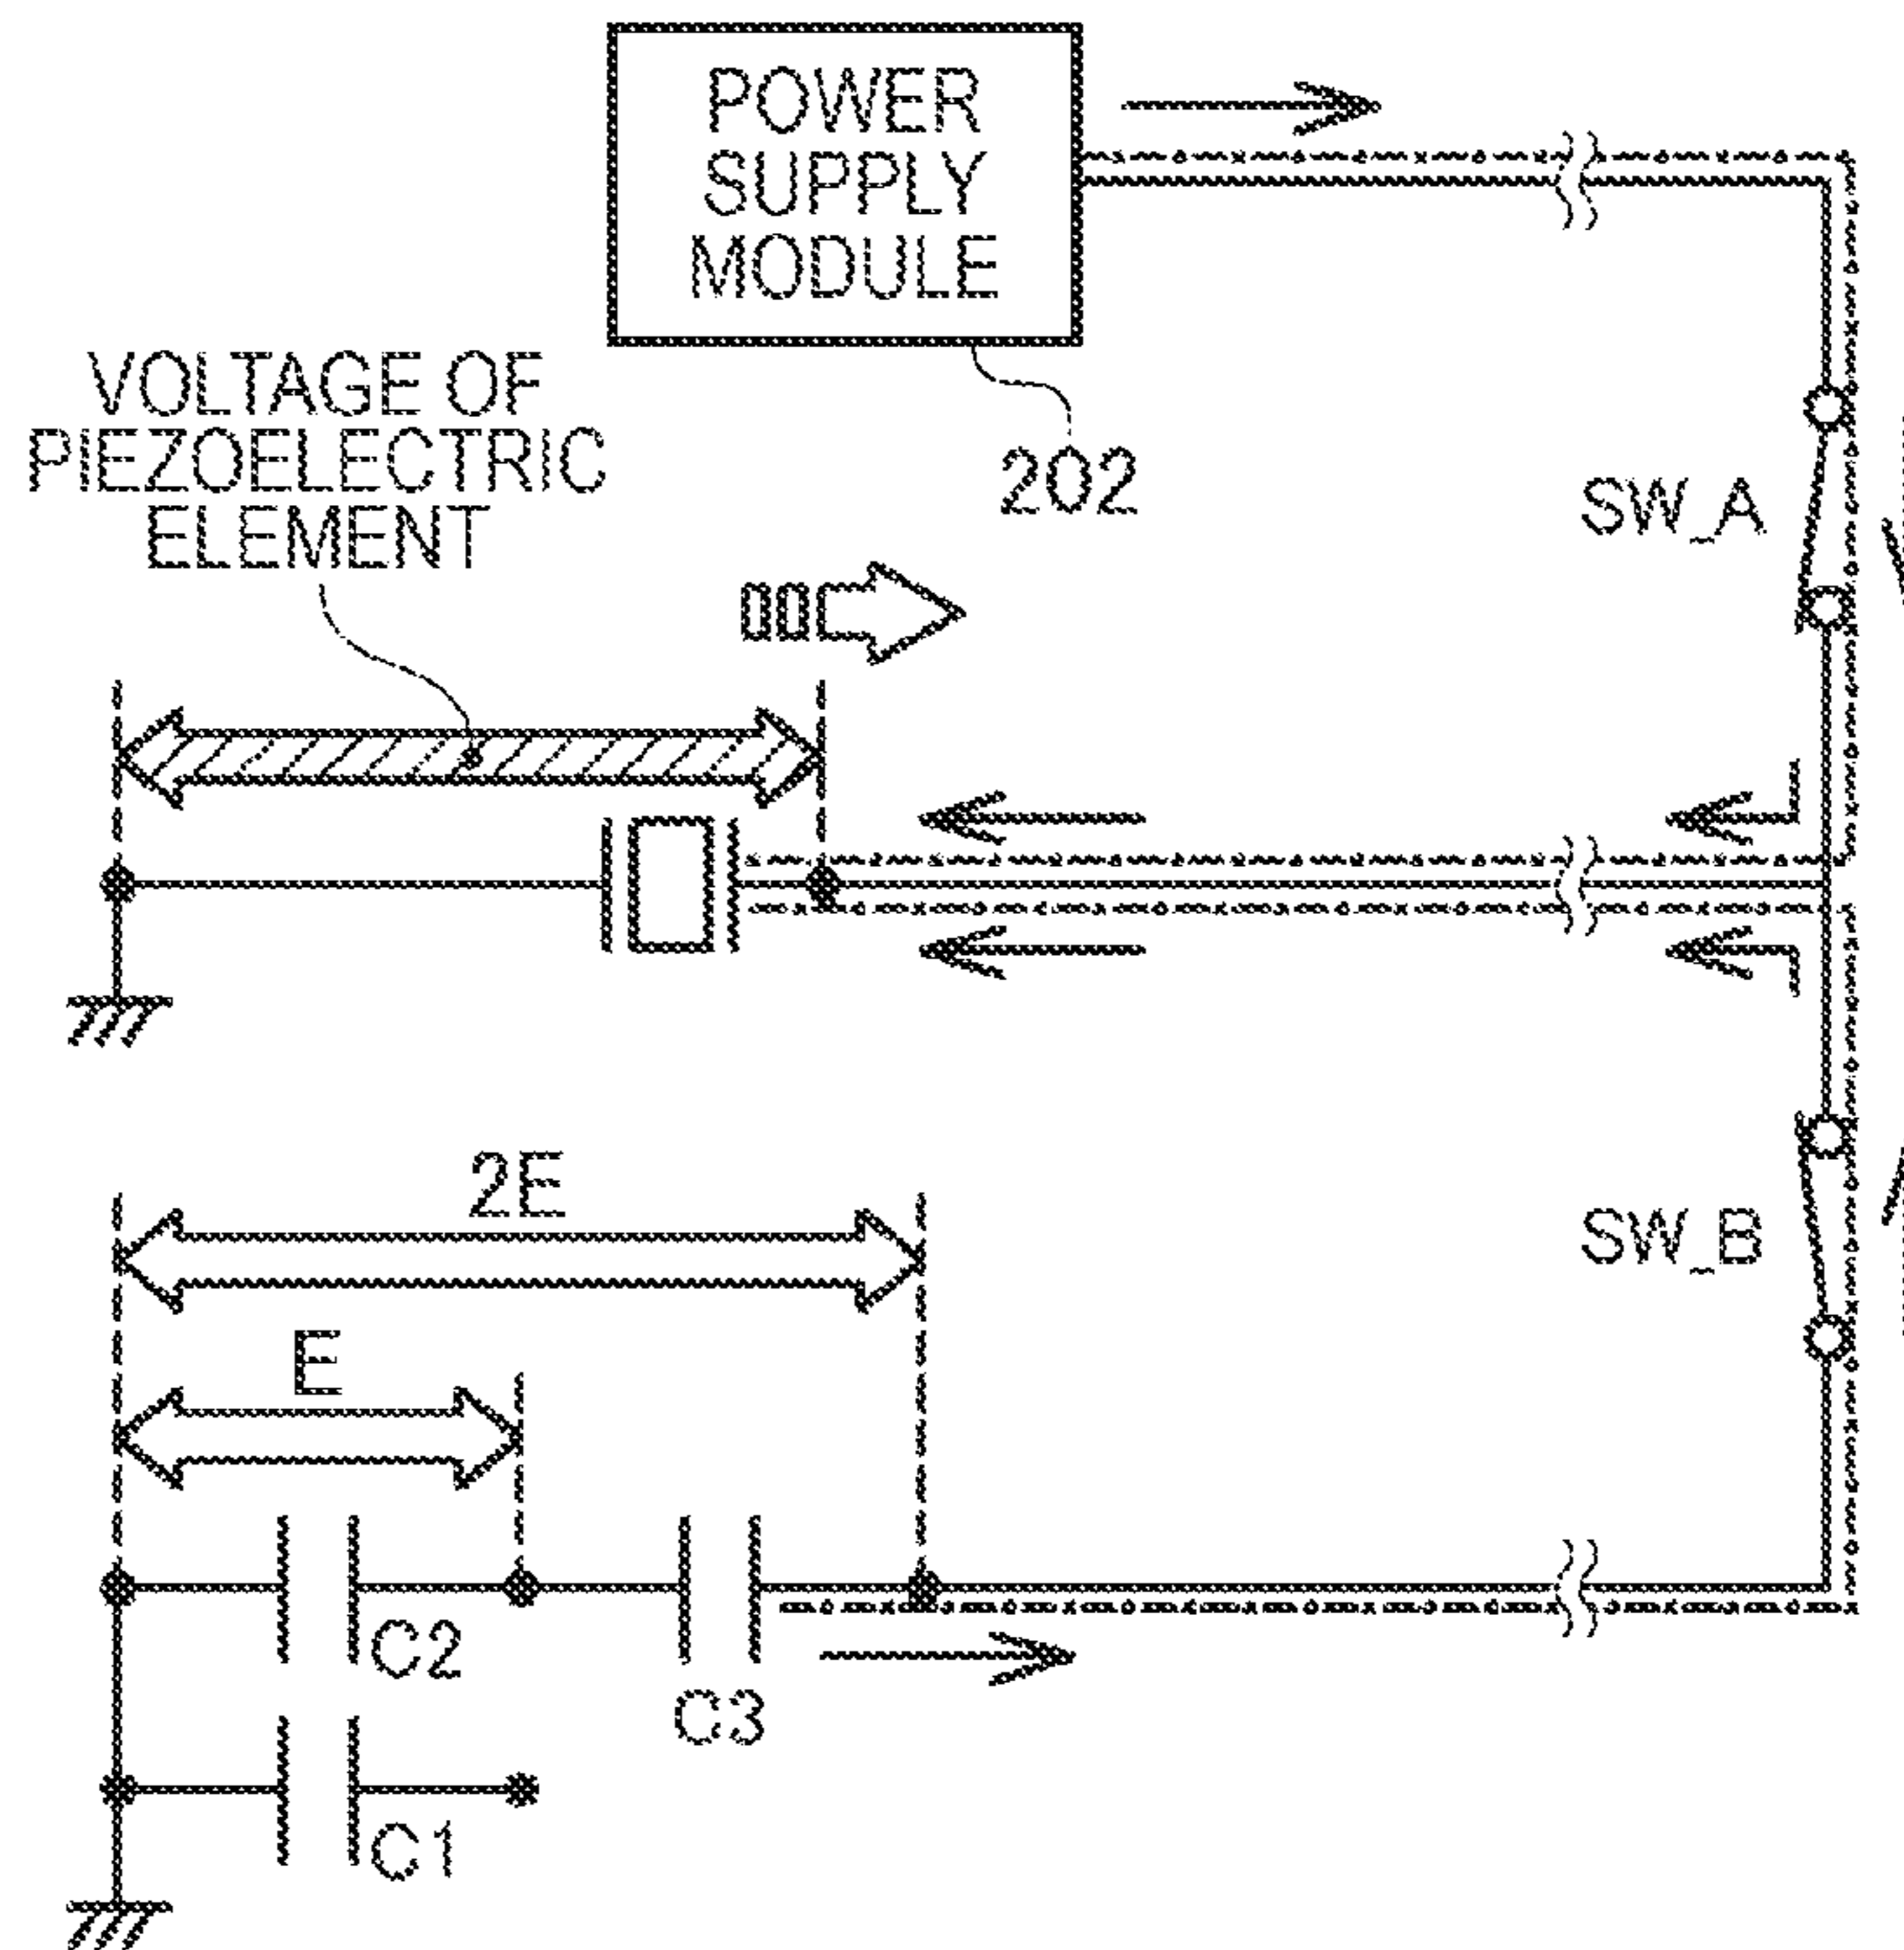 POWER
SUPPLY
MODULE
VOLTAGE OF
PIEZOELECTRIC
ELEMENT
202
SW_A
2E
SW_B
E
C2
C3
C1